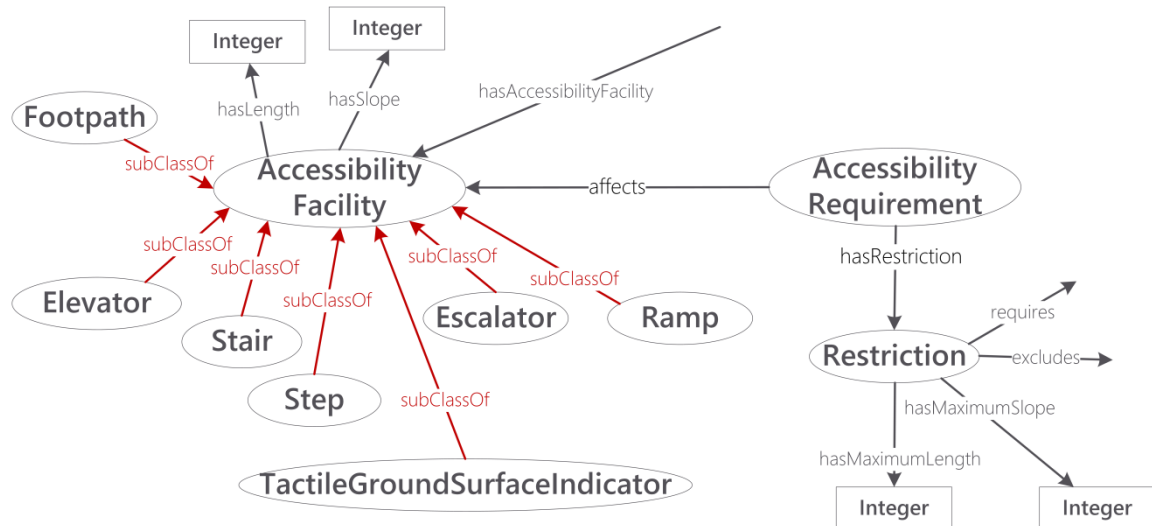 Integer
Integer
hasLength
hasSlope
hasAccessibilityFacility
Footpath
subClassOf
Accessibility
Facility
affects
Accessibility
Requirement
subClassOf
subClassOf
subClassOf
subClassOf
subClassOf
subClassOf
hasRestriction
Elevator
Stair
Step
Escalator
Ramp
TactileGroundSurfaceIndicator
requires
Restriction
excludes
hasMaximumSlope
hasMaximumLength
Integer
Integer